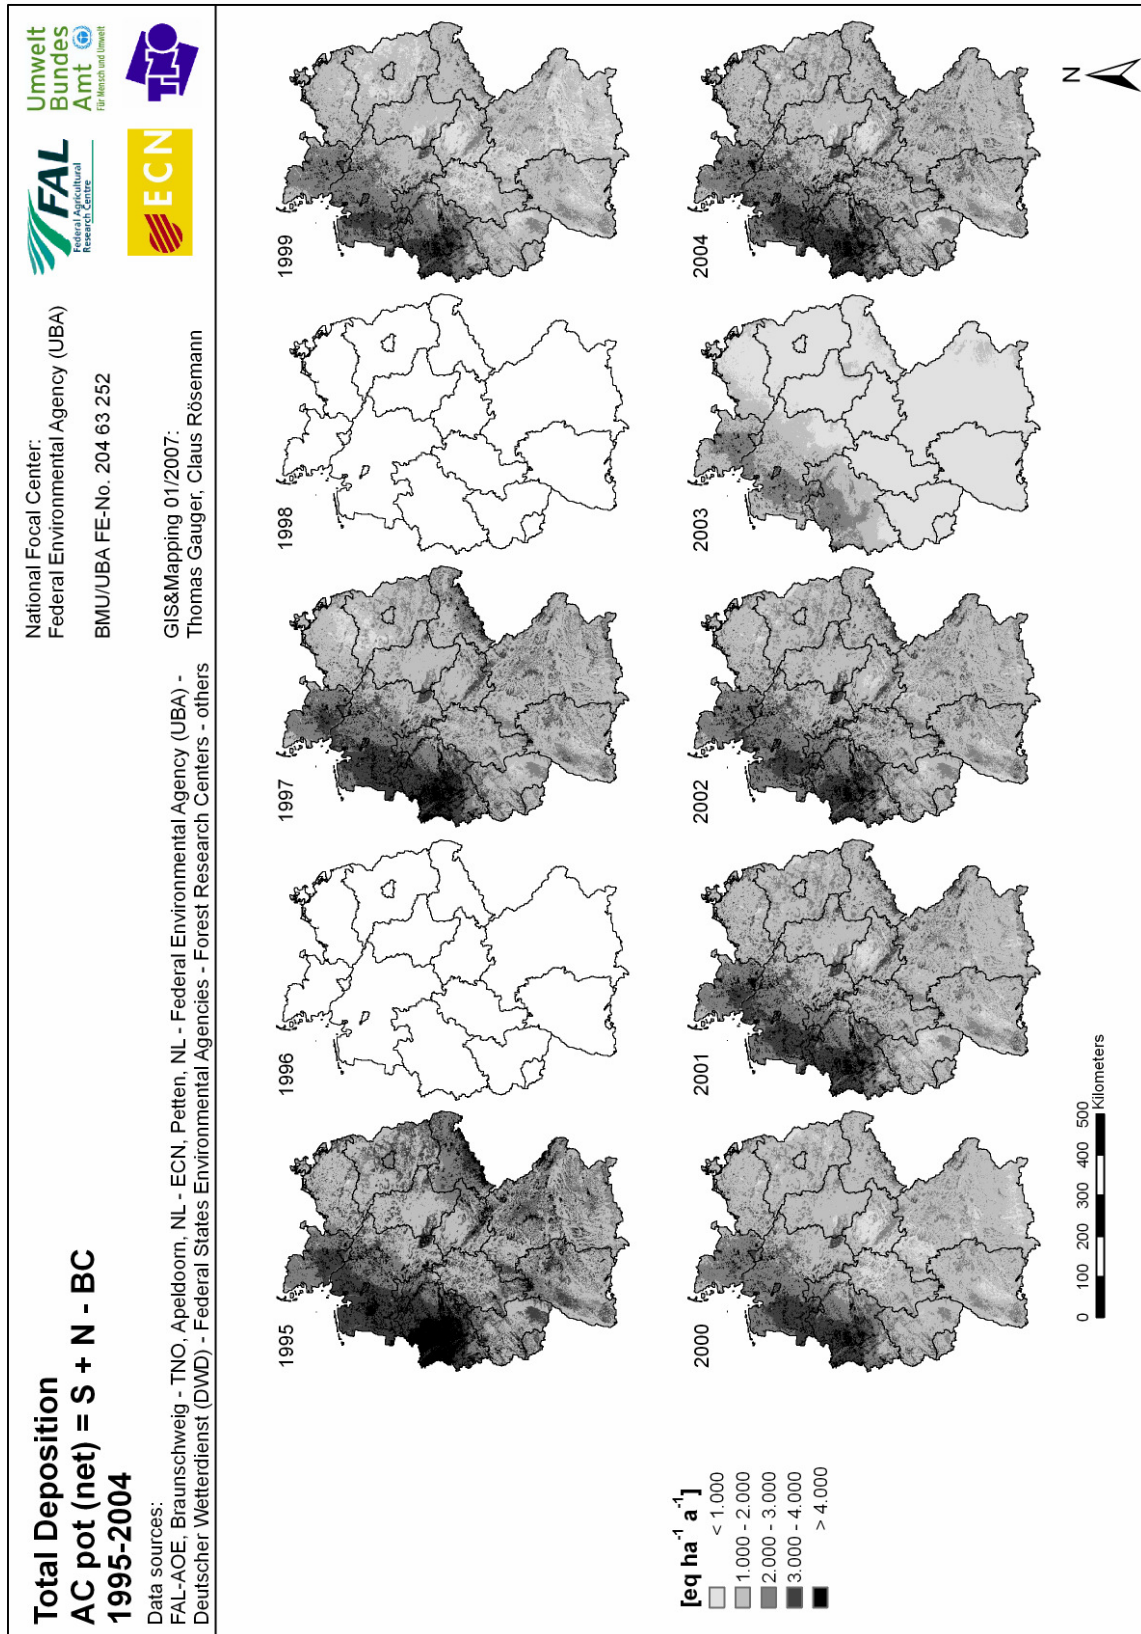 Total Deposition
AC pot (net) = S + N - BC
1995-2004
Data sources:
FAL-AOE, Braunschweig - TNO, Apeldoorn, NL - ECN, Petten, NL - Federal Environmental Agency (UBA) -
Deutscher Wetterdienst (DWD) - Federal States Environmental Agencies - Forest Research Centers - others
National Focal Center:
Federal Environmental Agency (UBA)
BMU/UBA FE-No. 204 63 252
GIS&Mapping 01/2007:
Thomas Gauger, Claus Rösemann
FAL
Federal Agricultural
Research Centre
Umwelt
Bundes
Amt
Für Mensch und Umwelt
ECN
TNO
1995
1996
1997
1998
1999
[eq ha⁻¹ a⁻¹]
< 1.000
1.000 - 2.000
2.000 - 3.000
3.000 - 4.000
> 4.000
2000
2001
2002
2003
2004
0 100 200 300 400 500
Kilometers
N